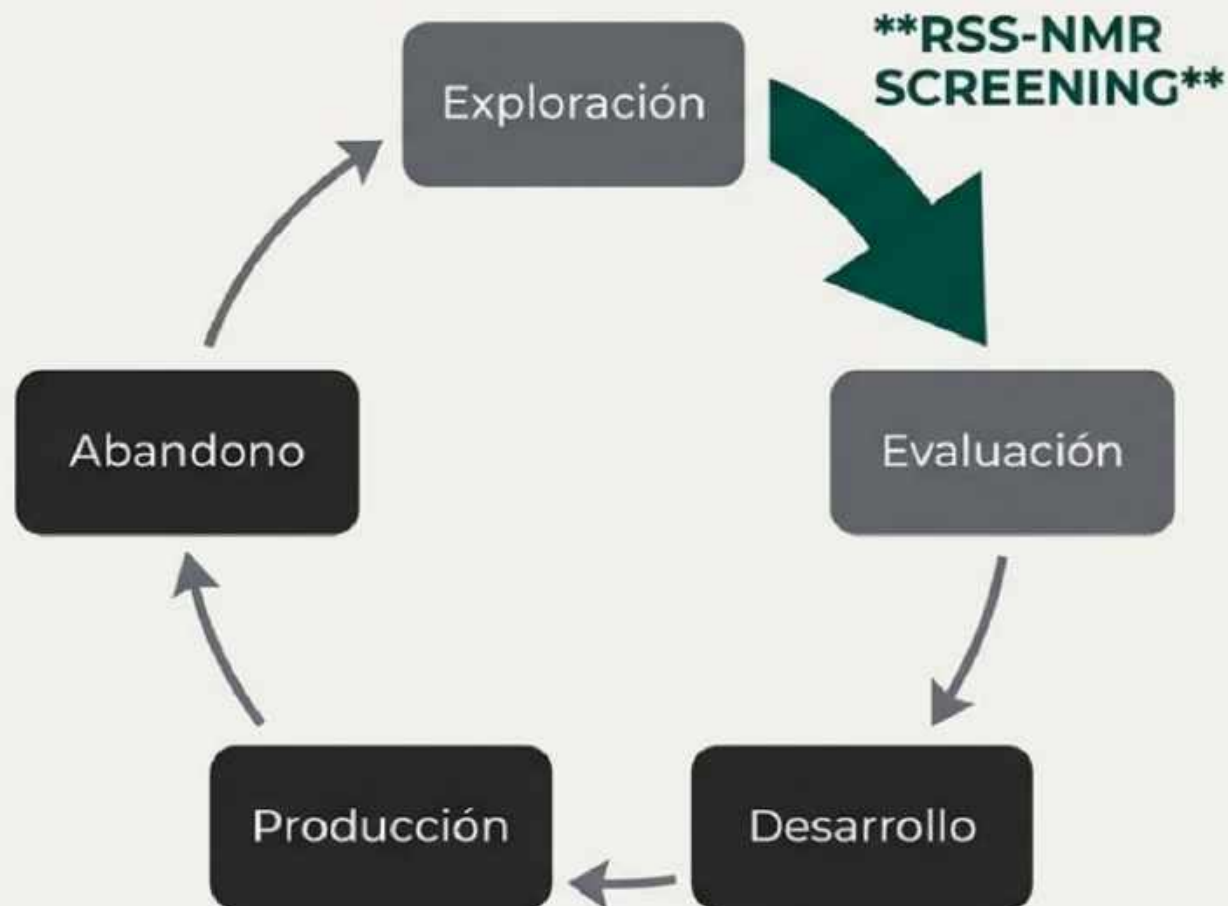 **RSS-NMR
SCREENING**
Exploración
Abandono
Evaluación
Producción
Desarrollo